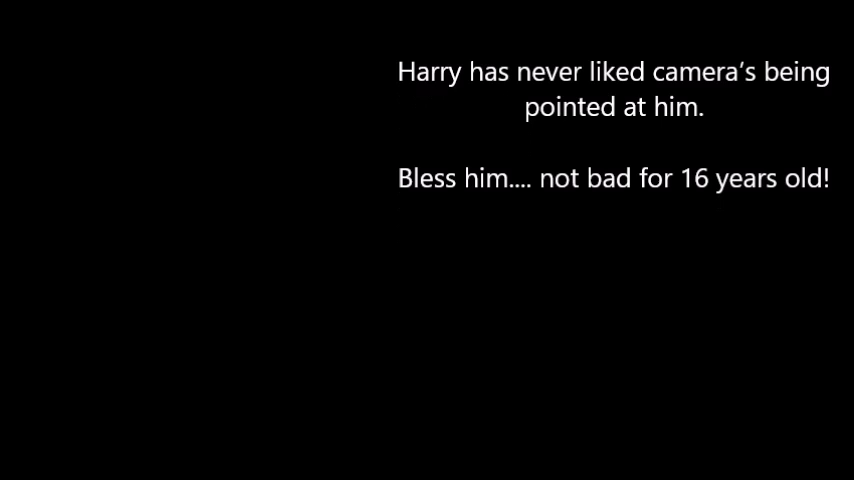 Harry has never liked camera’s being
pointed at him.
Bless him.... not bad for 16 years old!